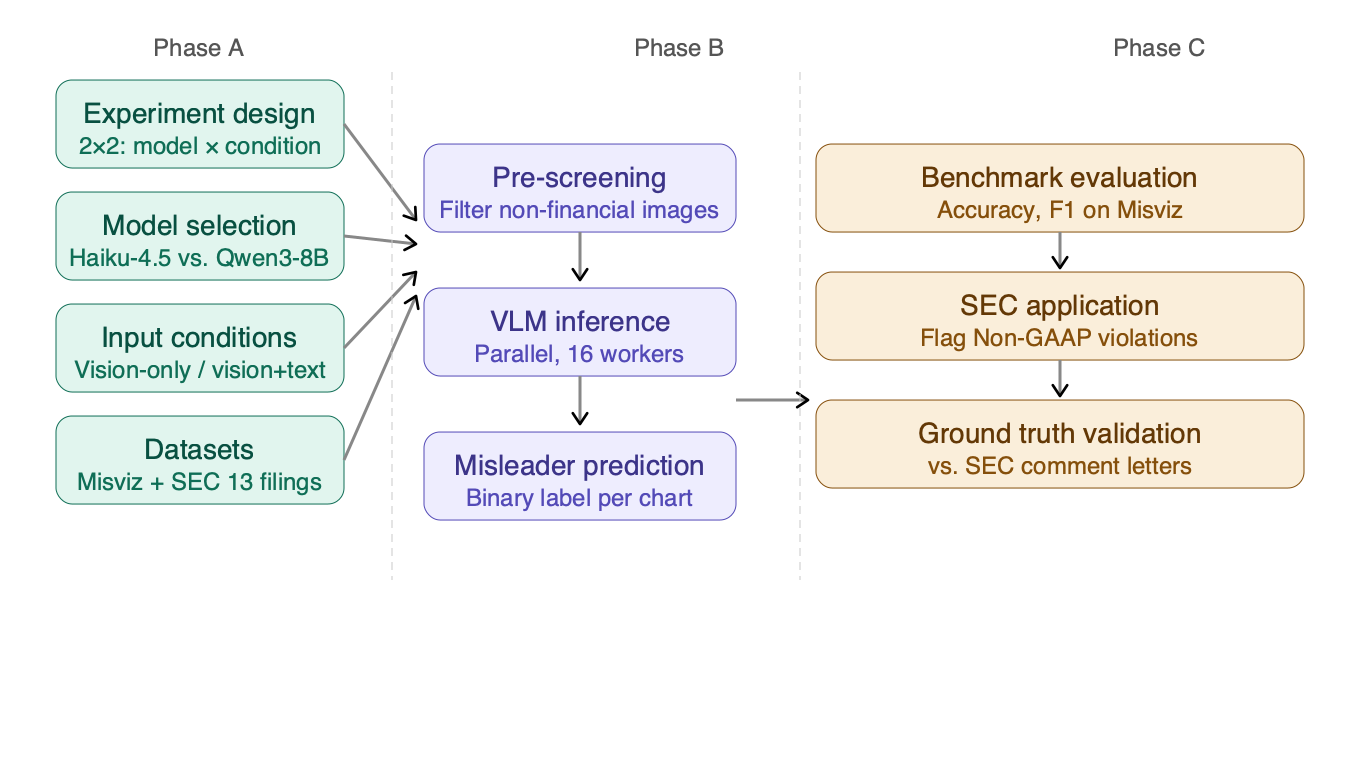 Phase A
Phase B
Phase C
Experiment design
2×2: model × condition
Model selection
Haiku-4.5 vs. Qwen3-8B
Input conditions
Vision-only / vision+text
Datasets
Misviz + SEC 13 filings
Pre-screening
Filter non-financial images
VLM inference
Parallel, 16 workers
Misleader prediction
Binary label per chart
Benchmark evaluation
Accuracy, F1 on Misviz
SEC application
Flag Non-GAAP violations
Ground truth validation
vs. SEC comment letters